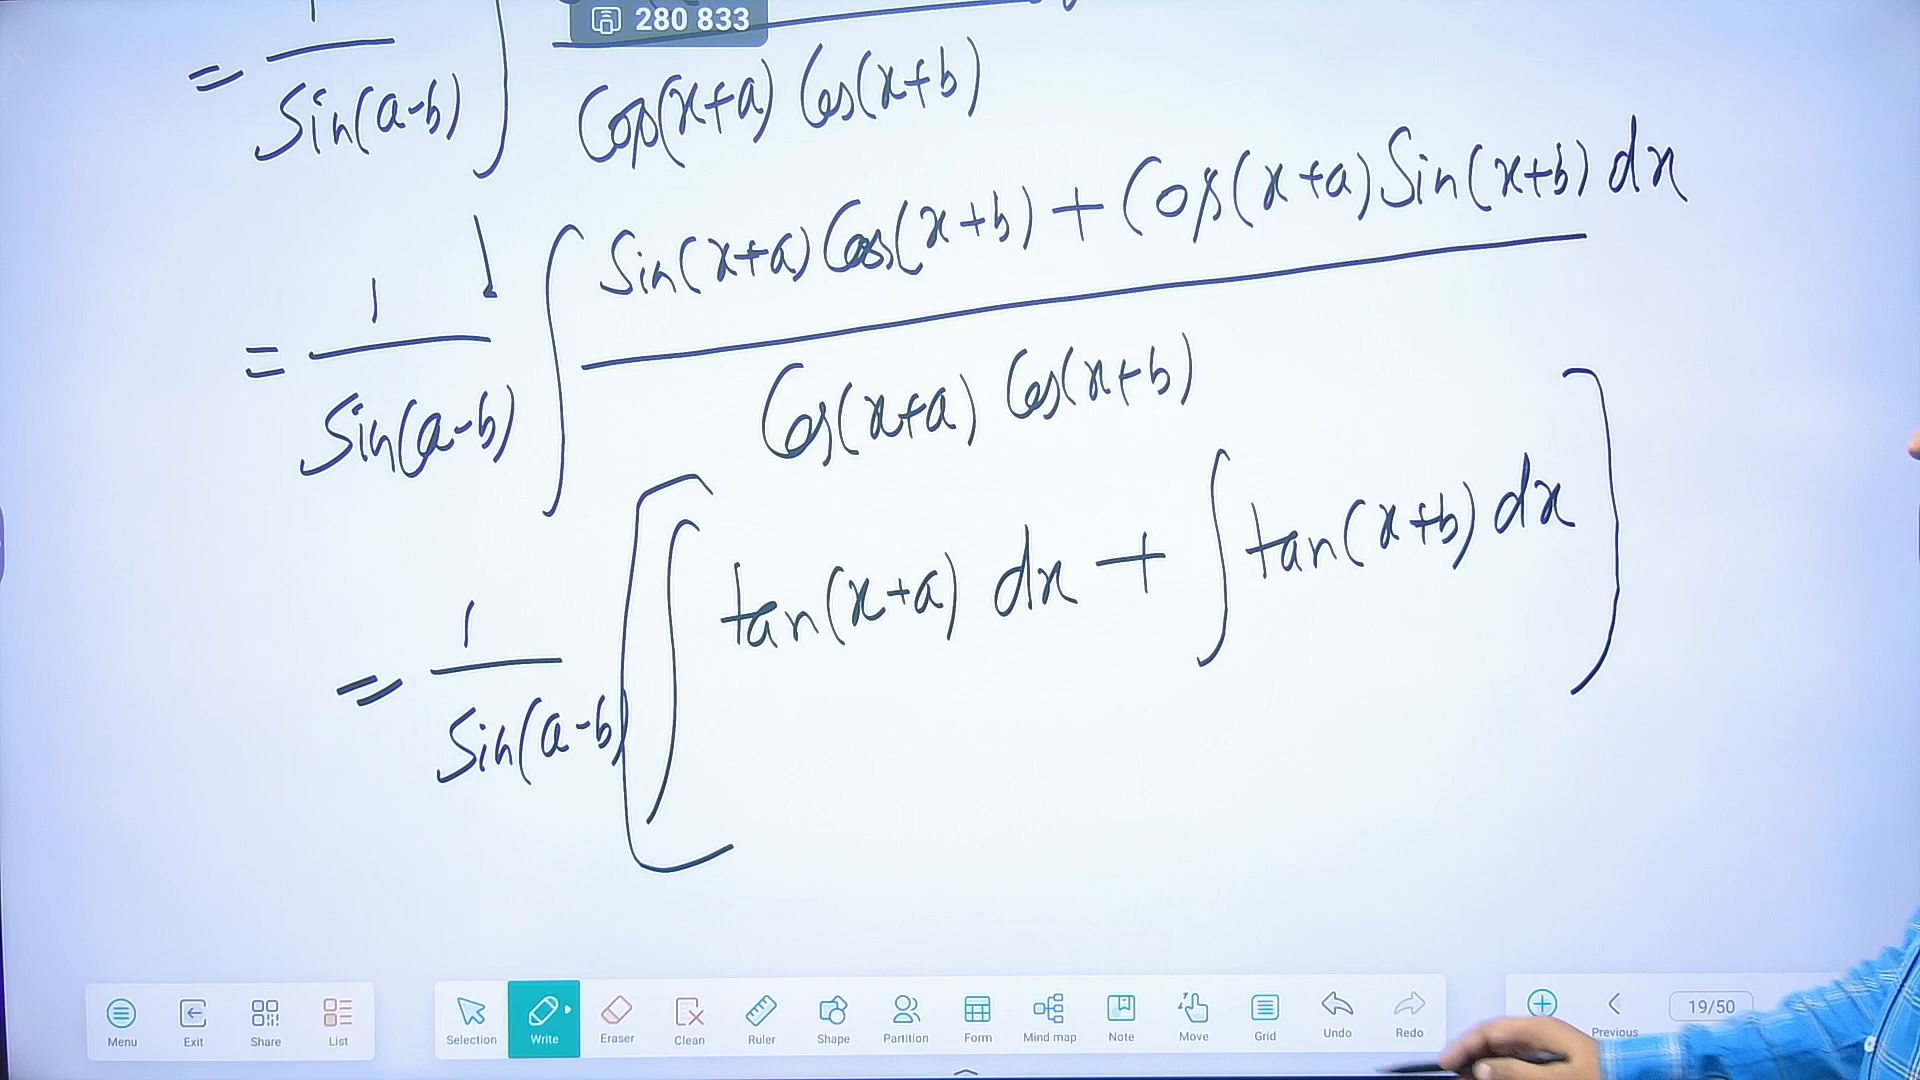 280 833
= 1/Sin(a-b) ∫ Cos(x+a) Cos(x+b)
= 1/Sin(a-b) ∫ Sin(x+a) Cos(x+b) + Cos(x+a) Sin(x+b) dx / Cos(x+a) Cos(x+b)
= 1/Sin(a-b) [ ∫ tan(x+a) dx + ∫ tan(x+b) dx ]
Menu Exit Share List Selection Write Eraser Clean Ruler Shape Partition Form Mind map Note Move Grid Undo Redo Previous 19/50